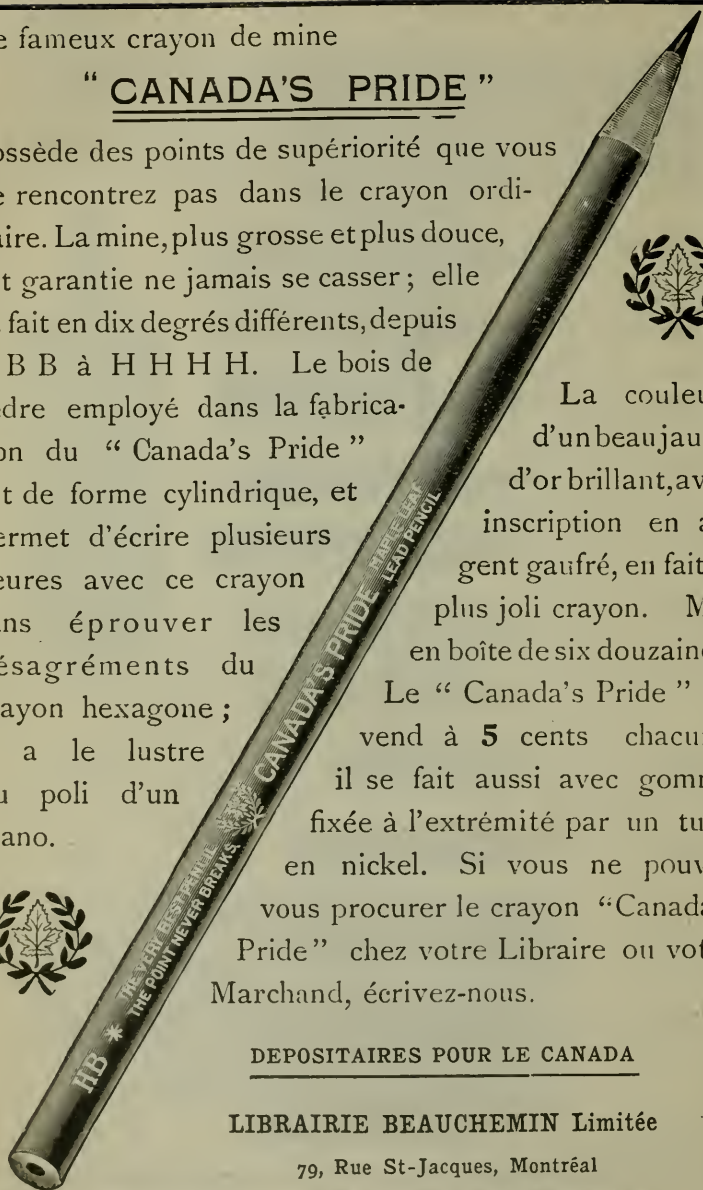 e fameux crayon de mine
“ CANADA'S PRIDE ”
ossède des points de supériorité que vous
e rencontrez pas dans le crayon ordi-
aire. La mine, plus grosse et plus douce,
t garantie ne jamais se casser ; elle
fait en dix degrés différents, depuis
B B à H H H H. Le bois de
dre employé dans la fabrica-
on du “ Canada's Pride ”
t de forme cylindrique, et
ermet d'écrire plusieurs
eures avec ce crayon
ans éprouver les
ésagréments du
ayon hexagone ;
a le lustre
u poli d'un
ano.
La couleu
d'un beau jau
d'or brillant, av
inscription en a
gent gaufré, en fait
plus joli crayon. M
en boîte de six douzaine
Le “ Canada's Pride ”
vend à 5 cents chacu
il se fait aussi avec gomm
fixée à l'extrémité par un tu
en nickel. Si vous ne pouv
vous procurer le crayon “Canada
Pride” chez votre Libraire ou vot
Marchand, écrivez-nous.
HB * THE VERY BEST PENCIL
THE POINT NEVER BREAKS
CANADA'S PRIDE
MAPLE LEAF
LEAD PENCIL
DEPOSITAIRES POUR LE CANADA
LIBRAIRIE BEAUCHEMIN Limitée
79, Rue St-Jacques, Montréal